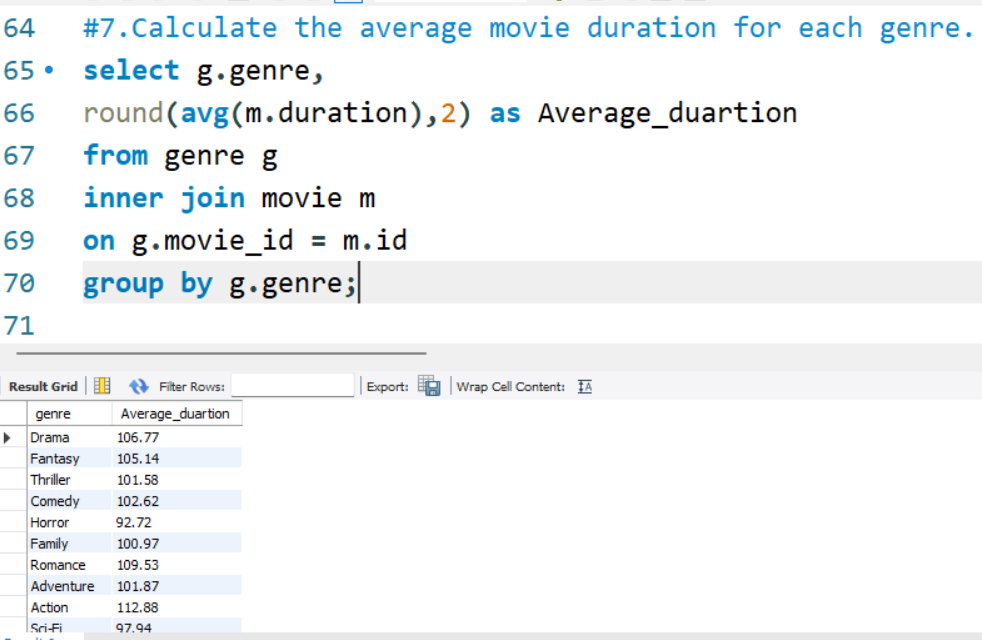 64 #7.Calculate the average movie duration for each genre.
65 select g.genre,
66 round(avg(m.duration),2) as Average_duartion
67 from genre g
68 inner join movie m
69 on g.movie_id = m.id
70 group by g.genre;
71
Result Grid Filter Rows: Export: Wrap Cell Content:
genre Average_duartion
Drama 106.77
Fantasy 105.14
Thriller 101.58
Comedy 102.62
Horror 92.72
Family 100.97
Romance 109.53
Adventure 101.87
Action 112.88
Sci-Fi 97.94